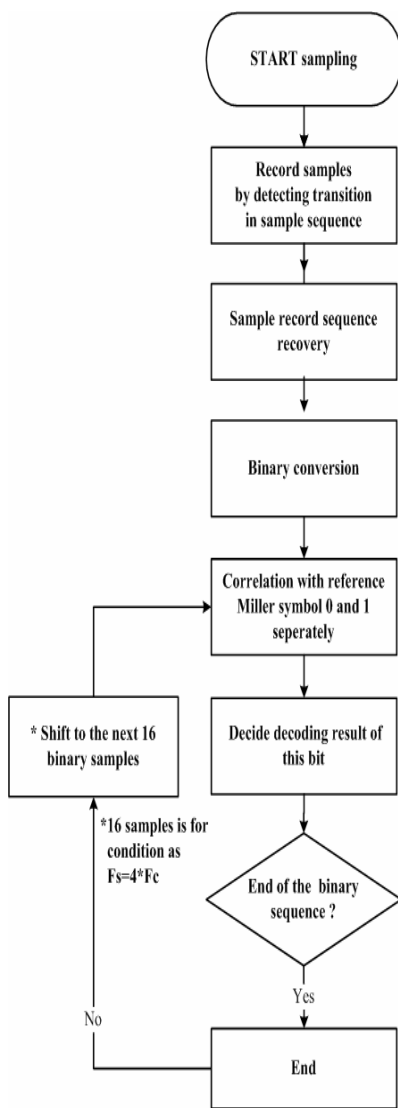 START sampling
Record samples
by detecting transition
in sample sequence
Sample record sequence
recovery
Binary conversion
Correlation with reference
Miller symbol 0 and 1
seperately
* Shift to the next 16
binary samples
Decide decoding result of
this bit
*16 samples is for
condition as
Fs=4*Fc
End of the binary
sequence ?
Yes
No
End